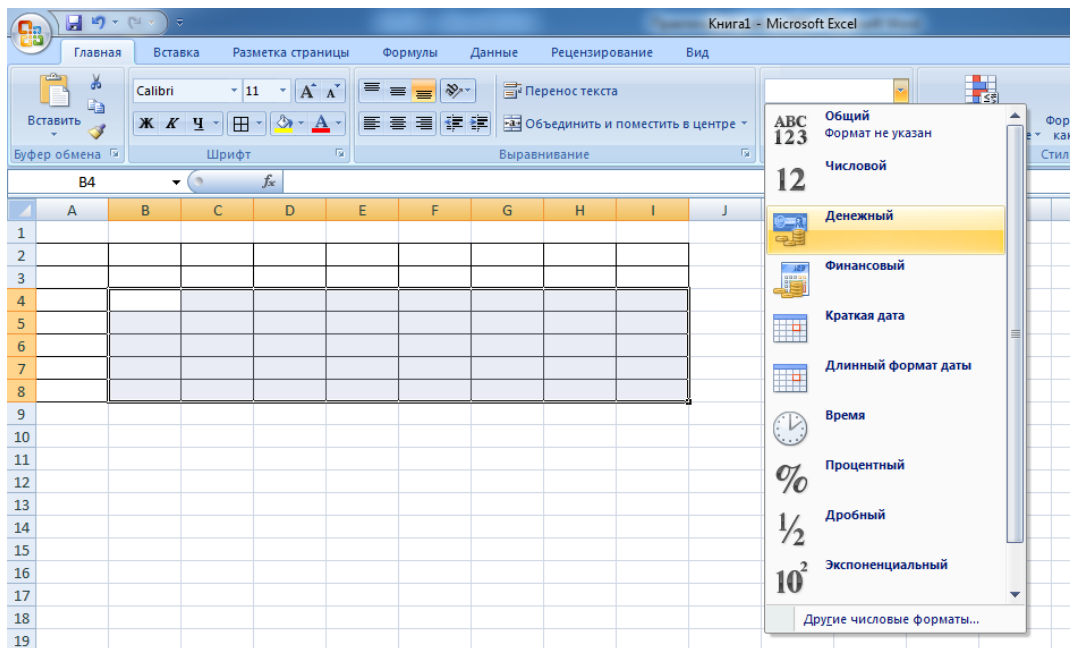 Книга1 - Microsoft Excel
Главная Вставка Разметка страницы Формулы Данные Рецензирование Вид
Calibri 11 А А Перенос текста
Вставить Ж К Ч А Объединить и поместить в центре
Буфер обмена Шрифт Выравнивание Стил
B4 fx
A B C D E F G H I J
1
2
3
4
5
6
7
8
9
10
11
12
13
14
15
16
17
18
19
ABC 123 Общий
Формат не указан
12 Числовой
Денежный
Финансовый
Краткая дата
Длинный формат даты
Время
% Процентный
1/2 Дробный
10² Экспоненциальный
Другие числовые форматы...